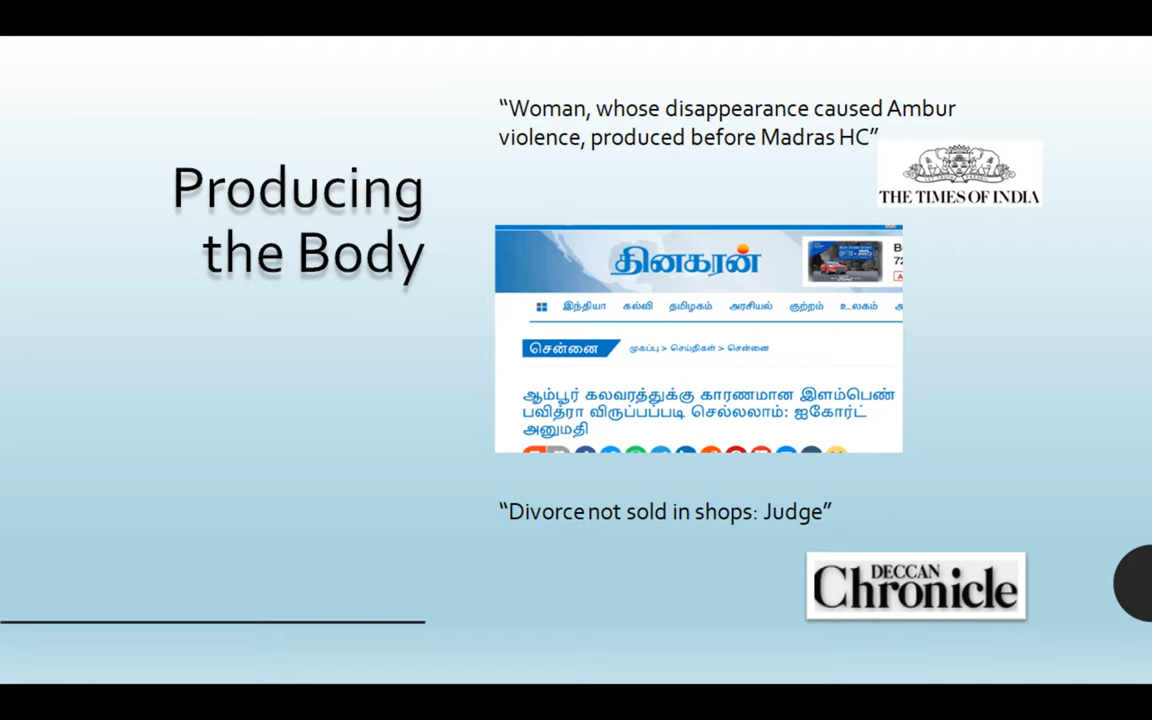 Producing
the Body
“Woman, whose disappearance caused Ambur
violence, produced before Madras HC”
THE TIMES OF INDIA
தினகரன்
இந்தியா கல்வி தமிழகம் அரசியல் குற்றம் உலகம்
சென்னை
முகப்பு > செய்திகள் > சென்னை
ஆம்பூர் கலவரத்துக்கு காரணமான இளம்பெண்
பவித்ரா விருப்பப்படி செல்லலாம்: ஐகோர்ட்
அனுமதி
“Divorce not sold in shops: Judge”
DECCAN
Chronicle